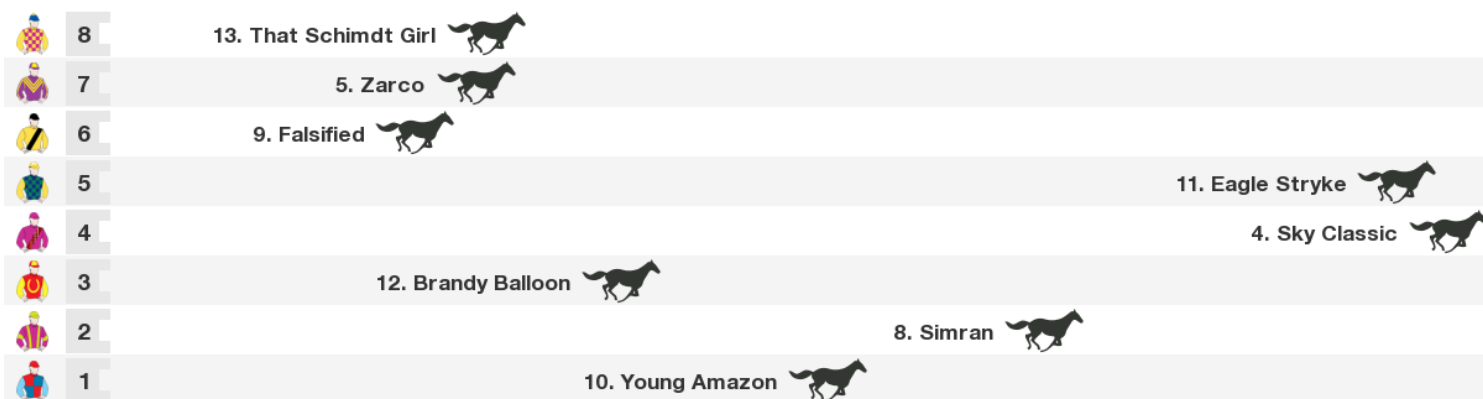 8 13. That Schimdt Girl
7 5. Zarco
6 9. Falsified
5 11. Eagle Stryke
4 4. Sky Classic
3 12. Brandy Balloon
2 8. Simran
1 10. Young Amazon